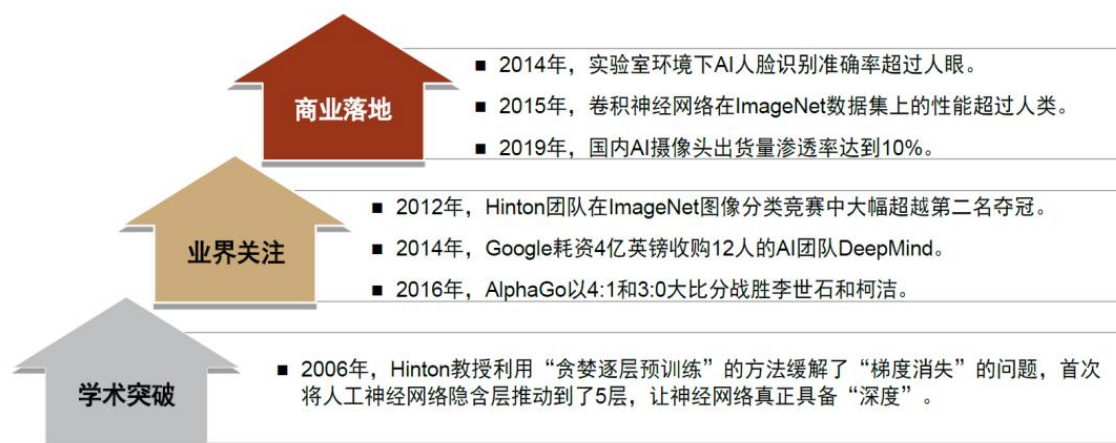 商业落地
■ 2014年，实验室环境下AI人脸识别准确率超过人眼。
■ 2015年，卷积神经网络在ImageNet数据集上的性能超过人类。
■ 2019年，国内AI摄像头出货量渗透率达到10%。
业界关注
■ 2012年，Hinton团队在ImageNet图像分类竞赛中大幅超越第二名夺冠。
■ 2014年，Google耗资4亿英镑收购12人的AI团队DeepMind。
■ 2016年，AlphaGo以4:1和3:0大比分战胜李世石和柯洁。
学术突破
■ 2006年，Hinton教授利用“贪婪逐层预训练”的方法缓解了“梯度消失”的问题，首次
将人工神经网络隐含层推动到了5层，让神经网络真正具备“深度”。